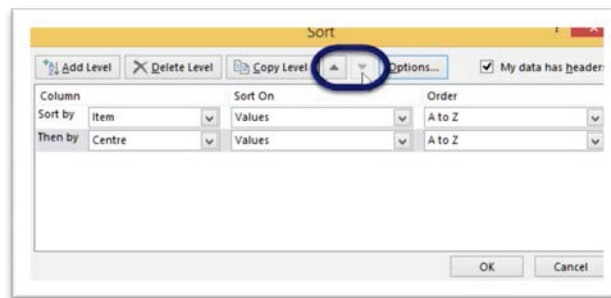 Sort
Add Level Delete Level Copy Level Options... My data has header
Column Sort On Order
Sort by Item Values A to Z
Then by Centre Values A to Z
OK Cancel